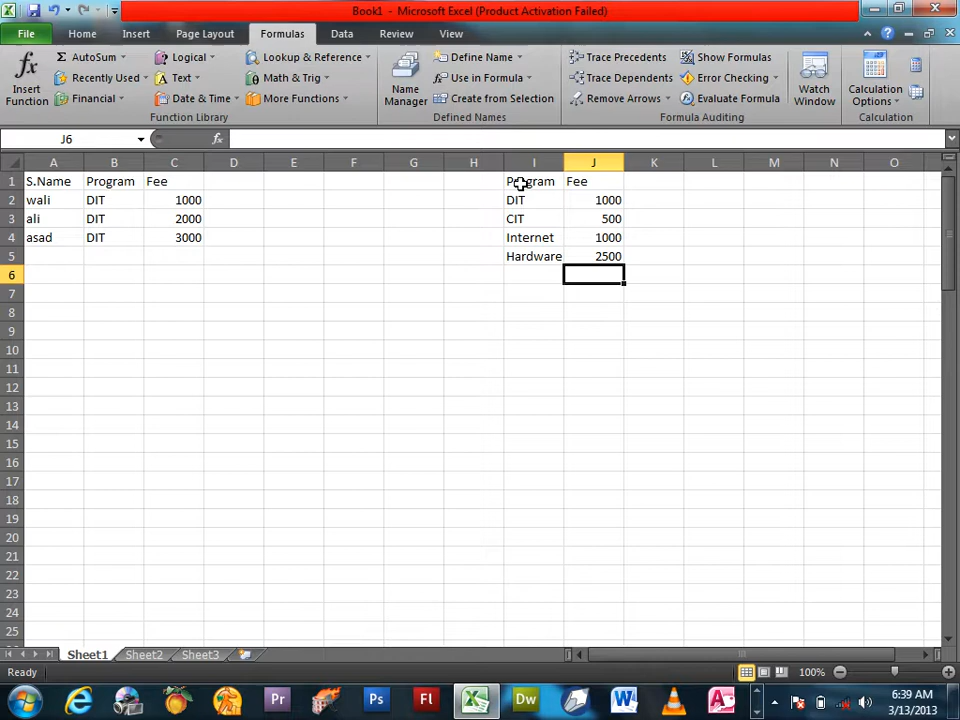 Book1 - Microsoft Excel (Product Activation Failed)
File Home Insert Page Layout Formulas Data Review View
fx Insert Function
Σ AutoSum
Recently Used
Financial
Logical
Text
Date & Time
Lookup & Reference
Math & Trig
More Functions
Function Library
Name Manager
Define Name
Use in Formula
Create from Selection
Defined Names
Trace Precedents
Trace Dependents
Remove Arrows
Show Formulas
Error Checking
Evaluate Formula
Watch Window
Formula Auditing
Calculation Options
Calculation
J6 fx
A B C D E F G H I J K L M N O
1 S.Name Program Fee Program Fee
2 wali DIT 1000 DIT 1000
3 ali DIT 2000 CIT 500
4 asad DIT 3000 Internet 1000
5 Hardware 2500
6
7
8
9
10
11
12
13
14
15
16
17
18
19
20
21
22
23
24
25
Sheet1 Sheet2 Sheet3
Ready 100%
Pr Ps Fl Dw W A
6:39 AM
3/13/2013